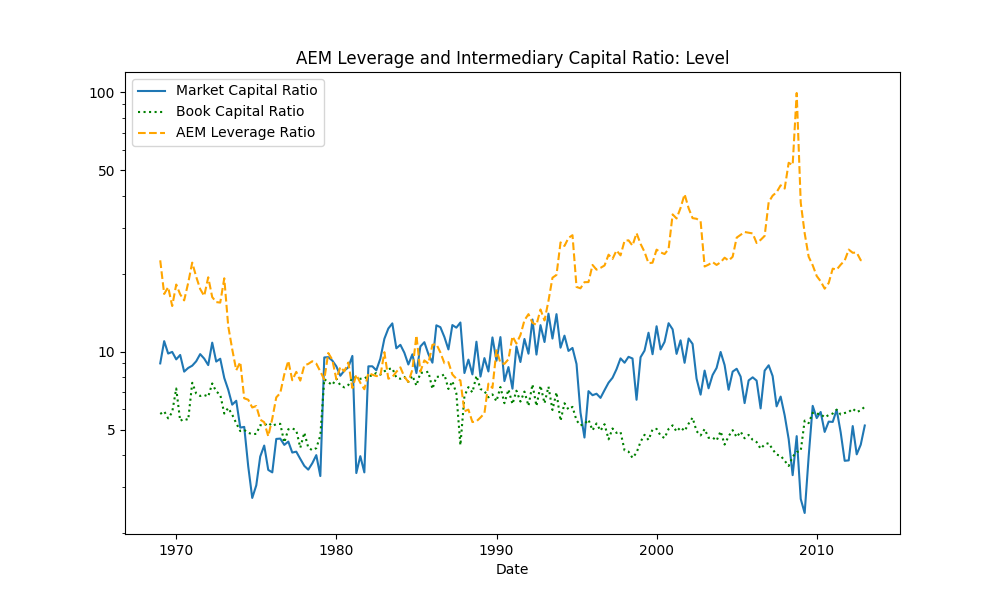 AEM Leverage and Intermediary Capital Ratio: Level
Market Capital Ratio
Book Capital Ratio
AEM Leverage Ratio
100
50
10
5
1970 1980 1990 2000 2010
Date